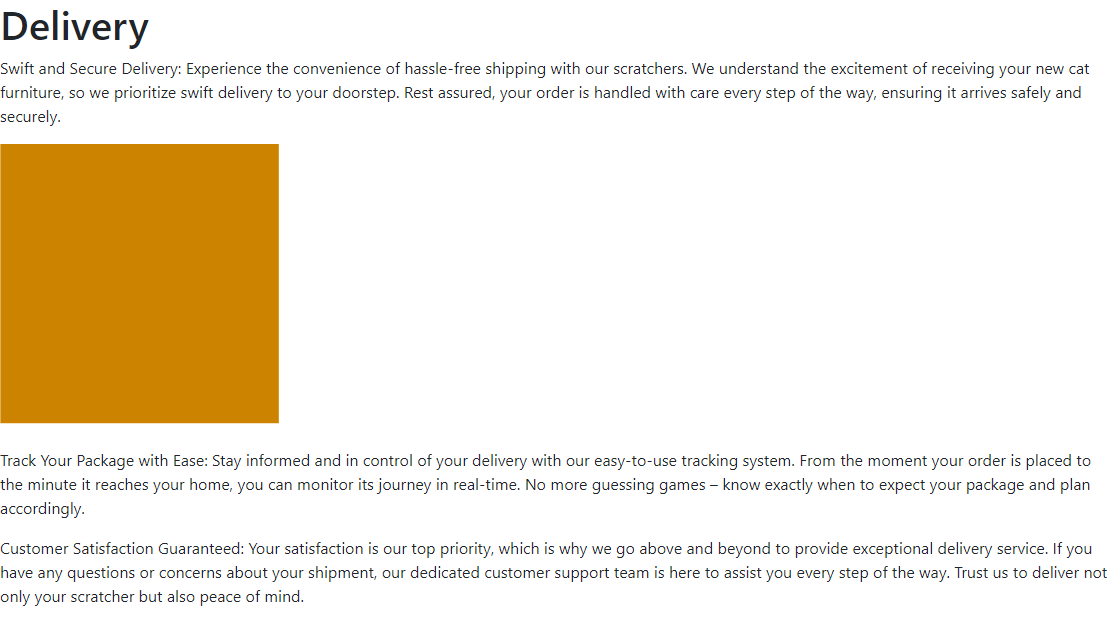 Delivery
Swift and Secure Delivery: Experience the convenience of hassle-free shipping with our scratchers. We understand the excitement of receiving your new cat
furniture, so we prioritize swift delivery to your doorstep. Rest assured, your order is handled with care every step of the way, ensuring it arrives safely and
securely.
Track Your Package with Ease: Stay informed and in control of your delivery with our easy-to-use tracking system. From the moment your order is placed to
the minute it reaches your home, you can monitor its journey in real-time. No more guessing games – know exactly when to expect your package and plan
accordingly.
Customer Satisfaction Guaranteed: Your satisfaction is our top priority, which is why we go above and beyond to provide exceptional delivery service. If you
have any questions or concerns about your shipment, our dedicated customer support team is here to assist you every step of the way. Trust us to deliver not
only your scratcher but also peace of mind.